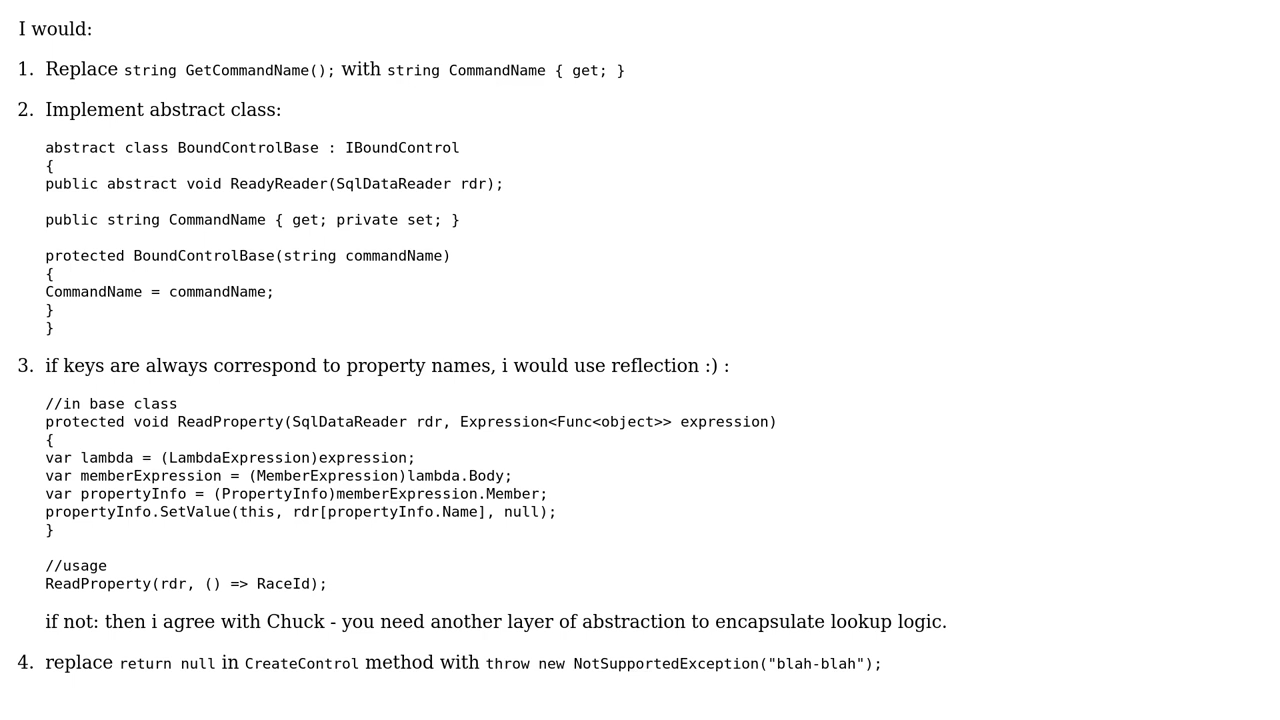 I would:
1. Replace string GetCommandName(); with string CommandName { get; }
2. Implement abstract class:
abstract class BoundControlBase : IBoundControl
{
public abstract void ReadyReader(SqlDataReader rdr);
public string CommandName { get; private set; }
protected BoundControlBase(string commandName)
{
CommandName = commandName;
}
}
3. if keys are always correspond to property names, i would use reflection :) :
//in base class
protected void ReadProperty(SqlDataReader rdr, Expression<Func<object>> expression)
{
var lambda = (LambdaExpression)expression;
var memberExpression = (MemberExpression)lambda.Body;
var propertyInfo = (PropertyInfo)memberExpression.Member;
propertyInfo.SetValue(this, rdr[propertyInfo.Name], null);
}
//usage
ReadProperty(rdr, () => RaceId);
if not: then i agree with Chuck - you need another layer of abstraction to encapsulate lookup logic.
4. replace return null in CreateControl method with throw new NotSupportedException("blah-blah");